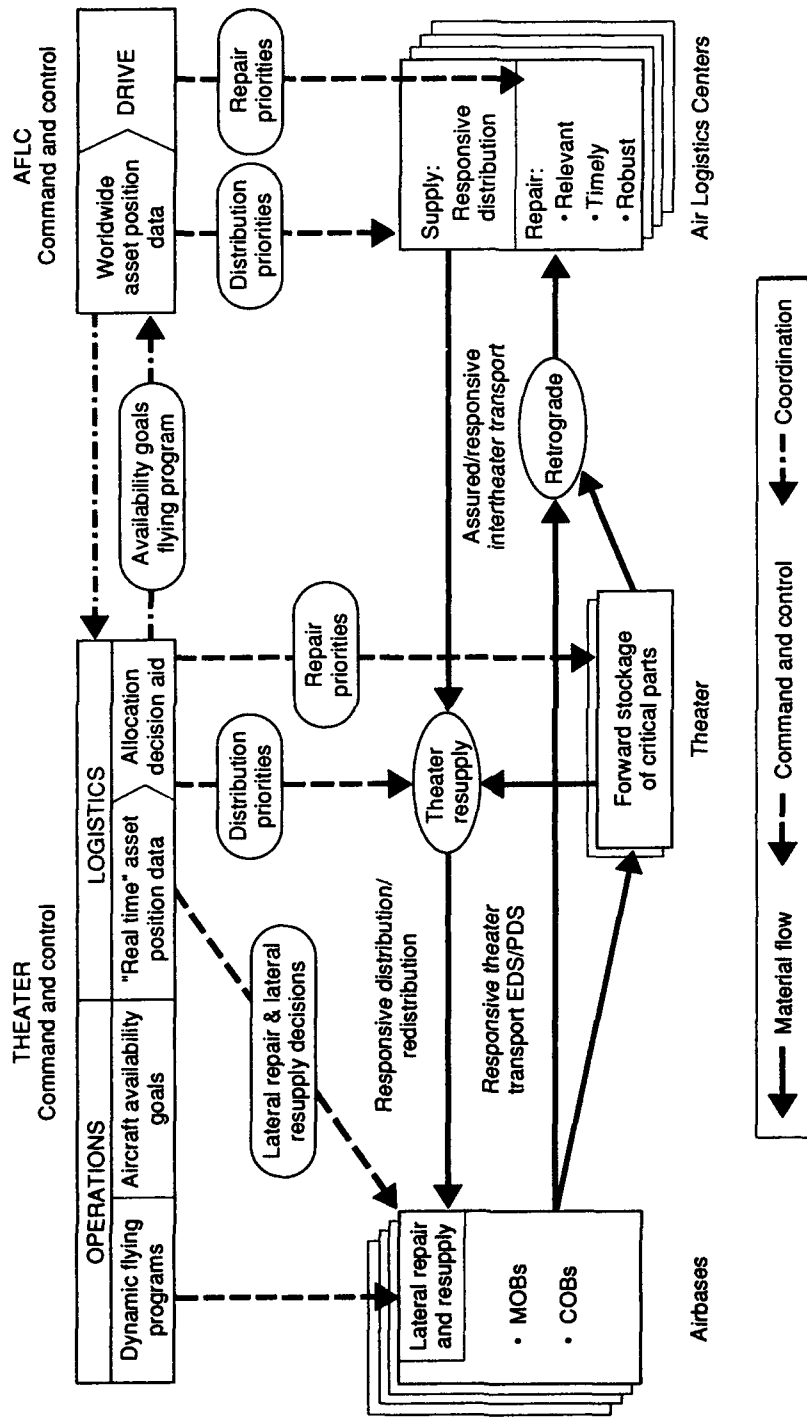 THEATER
Command and control
OPERATIONS
LOGISTICS
Dynamic flying
programs
Aircraft availability
goals
"Real time" asset
position data
Allocation
decision aid
AFLC
Command and control
Worldwide
asset position
data
DRIVE
Availability goals
flying program
Lateral repair & lateral
resupply decisions
Distribution
priorities
Repair
priorities
Distribution
priorities
Repair
priorities
Lateral repair
and resupply
• MOBs
• COBs
Airbases
Responsive distribution/
redistribution
Theater
resupply
Responsive theater
transport EDS/PDS
Assured/responsive
intertheater transport
Retrograde
Forward stockage
of critical parts
Theater
Supply:
Responsive
distribution
Repair:
• Relevant
• Timely
• Robust
Air Logistics Centers
Material flow
Command and control
Coordination